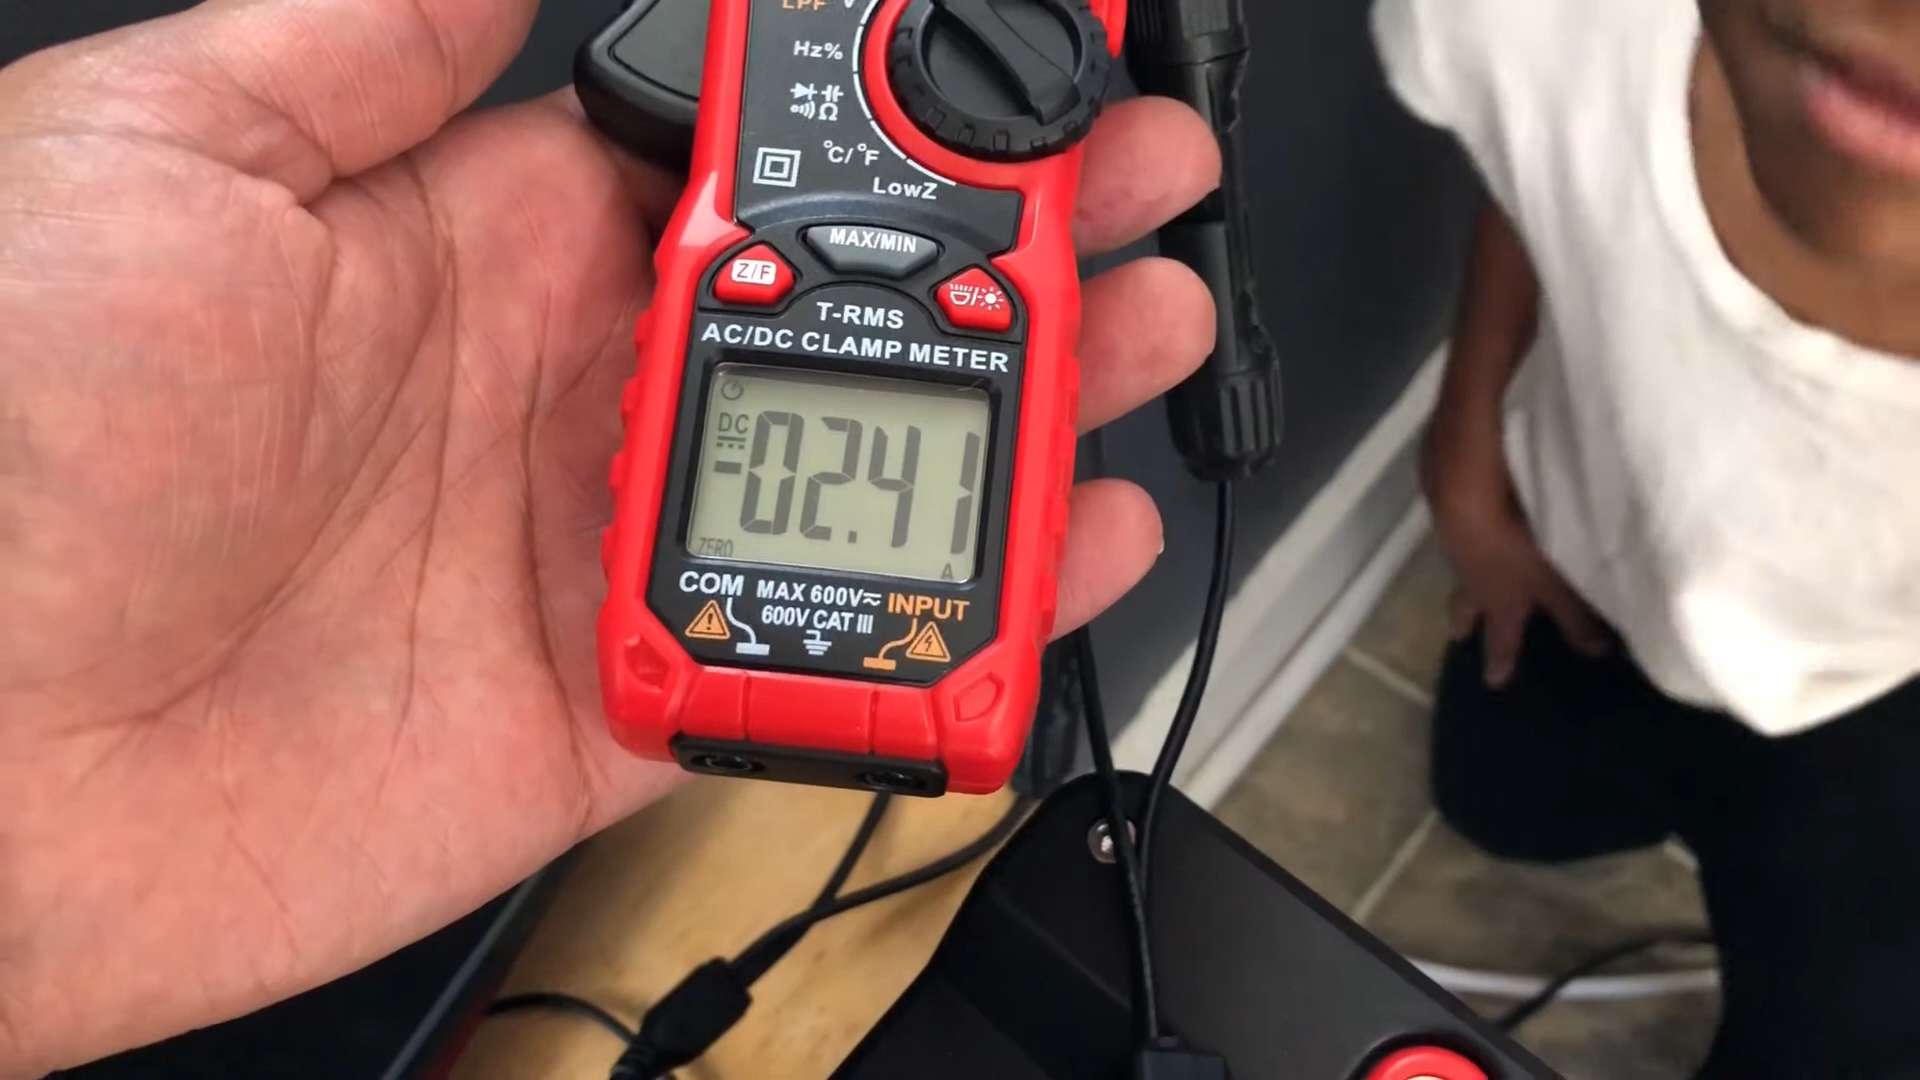 LPF V
Hz%
Ω
°C/°F
LowZ
MAX/MIN
Z/F
T-RMS
AC/DC CLAMP METER
DC
-02.41
ZERO
A
COM MAX 600V≂ INPUT
600V CAT III